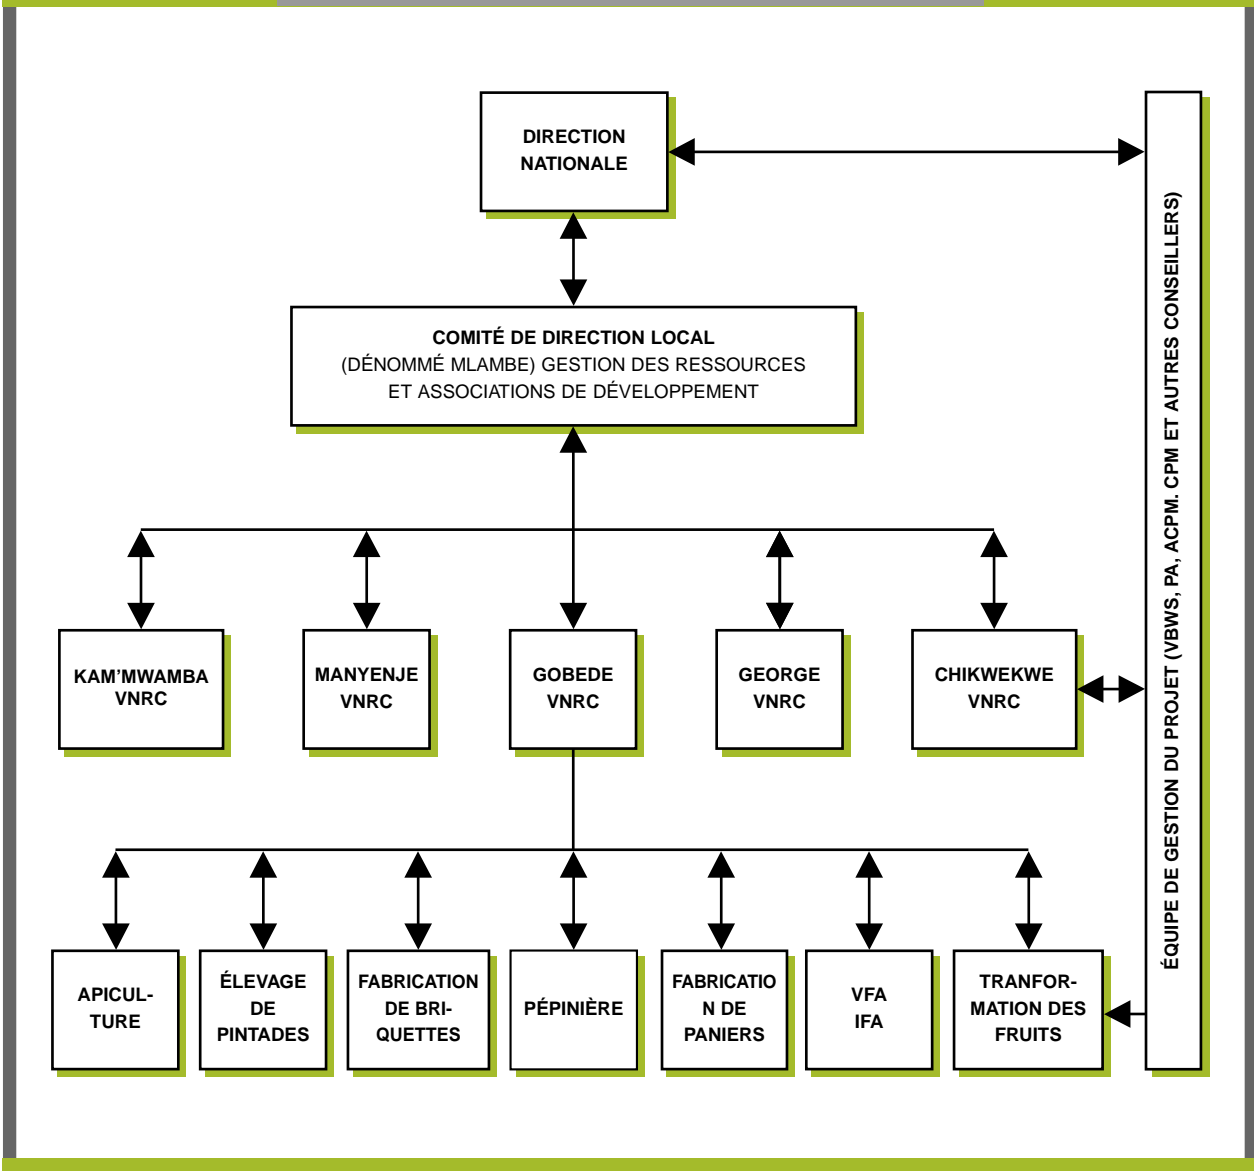 DIRECTION
NATIONALE
COMITÉ DE DIRECTION LOCAL
(DÉNOMMÉ MLAMBE) GESTION DES RESSOURCES
ET ASSOCIATIONS DE DÉVELOPPEMENT
KAM’MWAMBA
VNRC
MANYENJE
VNRC
GOBEDE
VNRC
GEORGE
VNRC
CHIKWEKWE
VNRC
APICUL-
TURE
ÉLEVAGE
DE
PINTADES
FABRICATION
DE BRI-
QUETTES
PÉPINIÈRE
FABRICATIO
N DE
PANIERS
VFA
IFA
TRANFOR-
MATION DES
FRUITS
ÉQUIPE DE GESTION DU PROJET (VBWS, PA, ACPM. CPM ET AUTRES CONSEILLERS)